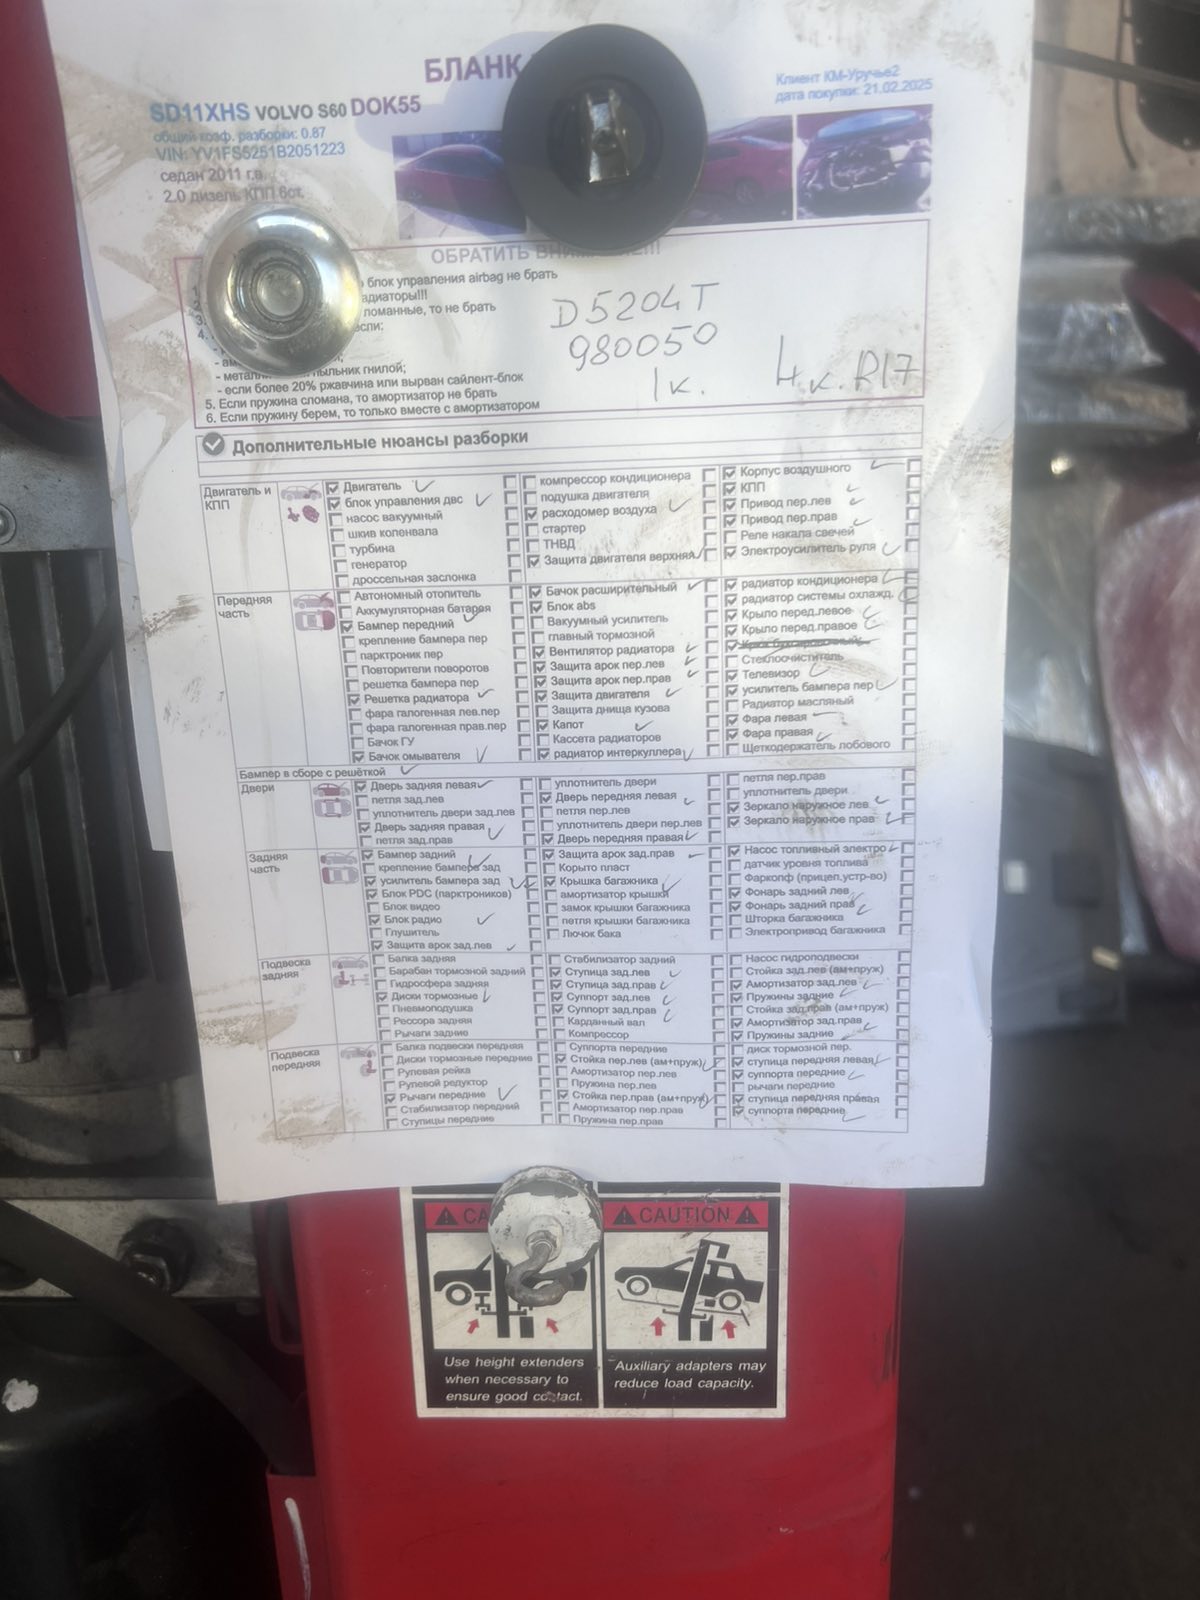 БЛАНК
Клиент КМ-Уручье2
дата покупки: 21.02.2025
SD11XHS VOLVO S60 DOK55
общий коэф. разборки: 0.87
VIN: YV1FS5251B2051223
седан 2011 г.в.
2.0 дизель КПП 6ст.
ОБРАТИТЬ
блок управления airbag не брать
адиаторы!!!
ломанные, то не брать
если:
4.
пыльник гнилой;
- если более 20% ржавчина или вырван сайлент-блок
5. Если пружина сломана, то амортизатор не брать
6. Если пружину берем, то только вместе с амортизатором
D5204T
980050
1к.
4к. R17
Дополнительные нюансы разборки
Двигатель и КПП
Двигатель
блок управления двс
насос вакуумный
шкив коленвала
турбина
генератор
дроссельная заслонка
компрессор кондиционера
подушка двигателя
расходомер воздуха
стартер
ТНВД
Защита двигателя верхняя
Корпус воздушного
КПП
Привод пер.лев
Привод пер.прав
Реле накала свечей
Электроусилитель руля
Передняя часть
Автономный отопитель
Аккумуляторная батарея
Бампер передний
крепление бампера пер
парктроник пер
Повторители поворотов
решетка бампера пер
Решетка радиатора
фара галогенная лев.пер
фара галогенная прав.пер
Бачок ГУ
Бачок омывателя
Бачок расширительный
Блок abs
Вакуумный усилитель
главный тормозной
Вентилятор радиатора
Защита арок пер.лев
Защита арок пер.прав
Защита двигателя
Защита днища кузова
Капот
Кассета радиаторов
радиатор интеркуллера
радиатор кондиционера
радиатор системы охлажд.
Крыло перед.левое
Крыло перед.правое
Стеклоочиститель
Телевизор
усилитель бампера пер
Радиатор масляный
Фара левая
Фара правая
Щеткодержатель лобового
Бампер в сборе с решёткой
Двери
Дверь задняя левая
петля зад.лев
уплотнитель двери зад.лев
Дверь задняя правая
петля зад.прав
уплотнитель двери
Дверь передняя левая
петля пер.лев
уплотнитель двери пер.лев
Дверь передняя правая
петля пер.прав
уплотнитель двери
Зеркало наружное лев
Зеркало наружное прав
Задняя часть
Бампер задний
крепление бампера зад
усилитель бампера зад
Блок PDC (парктроников)
Блок видео
Блок радио
Глушитель
Защита арок зад.лев
Защита арок зад.прав
Корыто пласт
Крышка багажника
амортизатор крышки
замок крышки багажника
петля крышки багажника
Лючок бака
Насос топливный электро
датчик уровня топлива
Фаркопф (прицеп.устр-во)
Фонарь задний лев
Фонарь задний прав
Шторка багажника
Электропривод багажника
Подвеска задняя
Балка задняя
Барабан тормозной задний
Гидросфера задняя
Диски тормозные
Пневмоподушка
Рессора задняя
Рычаги задние
Стабилизатор задний
Ступица зад.лев
Ступица зад.прав
Суппорт зад.лев
Суппорт зад.прав
Карданный вал
Компрессор
Насос гидроподвески
Стойка зад.лев (ам+пруж)
Амортизатор зад.лев
Пружины задние
Стойка зад.прав (ам+пруж)
Амортизатор зад.прав
Пружины задние
Подвеска передняя
Балка подвески передняя
Диски тормозные передние
Рулевая рейка
Рулевой редуктор
Рычаги передние
Стабилизатор передний
Ступицы передние
Суппорта передние
Стойка пер.лев (ам+пруж)
Амортизатор пер.лев
Пружина пер.лев
Стойка пер.прав (ам+пруж)
Амортизатор пер.прав
Пружина пер.прав
диск тормозной пер.
ступица передняя левая
суппорта передние
рычаги передние
ступица передняя правая
суппорта передние
CAUTION
Use height extenders
when necessary to
ensure good contact.
Auxiliary adapters may
reduce load capacity.